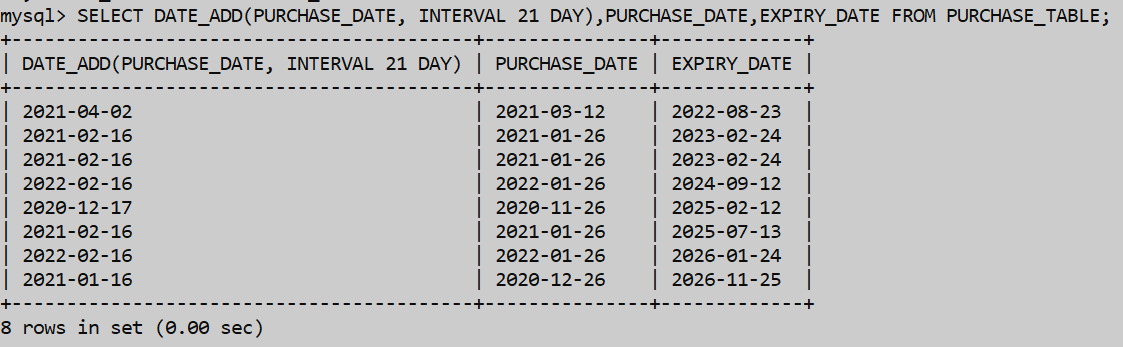 mysql> SELECT DATE_ADD(PURCHASE_DATE, INTERVAL 21 DAY),PURCHASE_DATE,EXPIRY_DATE FROM PURCHASE_TABLE;
+------------------------------------------+---------------+-------------+
| DATE_ADD(PURCHASE_DATE, INTERVAL 21 DAY) | PURCHASE_DATE | EXPIRY_DATE |
+------------------------------------------+---------------+-------------+
| 2021-04-02                               | 2021-03-12    | 2022-08-23  |
| 2021-02-16                               | 2021-01-26    | 2023-02-24  |
| 2021-02-16                               | 2021-01-26    | 2023-02-24  |
| 2022-02-16                               | 2022-01-26    | 2024-09-12  |
| 2020-12-17                               | 2020-11-26    | 2025-02-12  |
| 2021-02-16                               | 2021-01-26    | 2025-07-13  |
| 2022-02-16                               | 2022-01-26    | 2026-01-24  |
| 2021-01-16                               | 2020-12-26    | 2026-11-25  |
+------------------------------------------+---------------+-------------+
8 rows in set (0.00 sec)